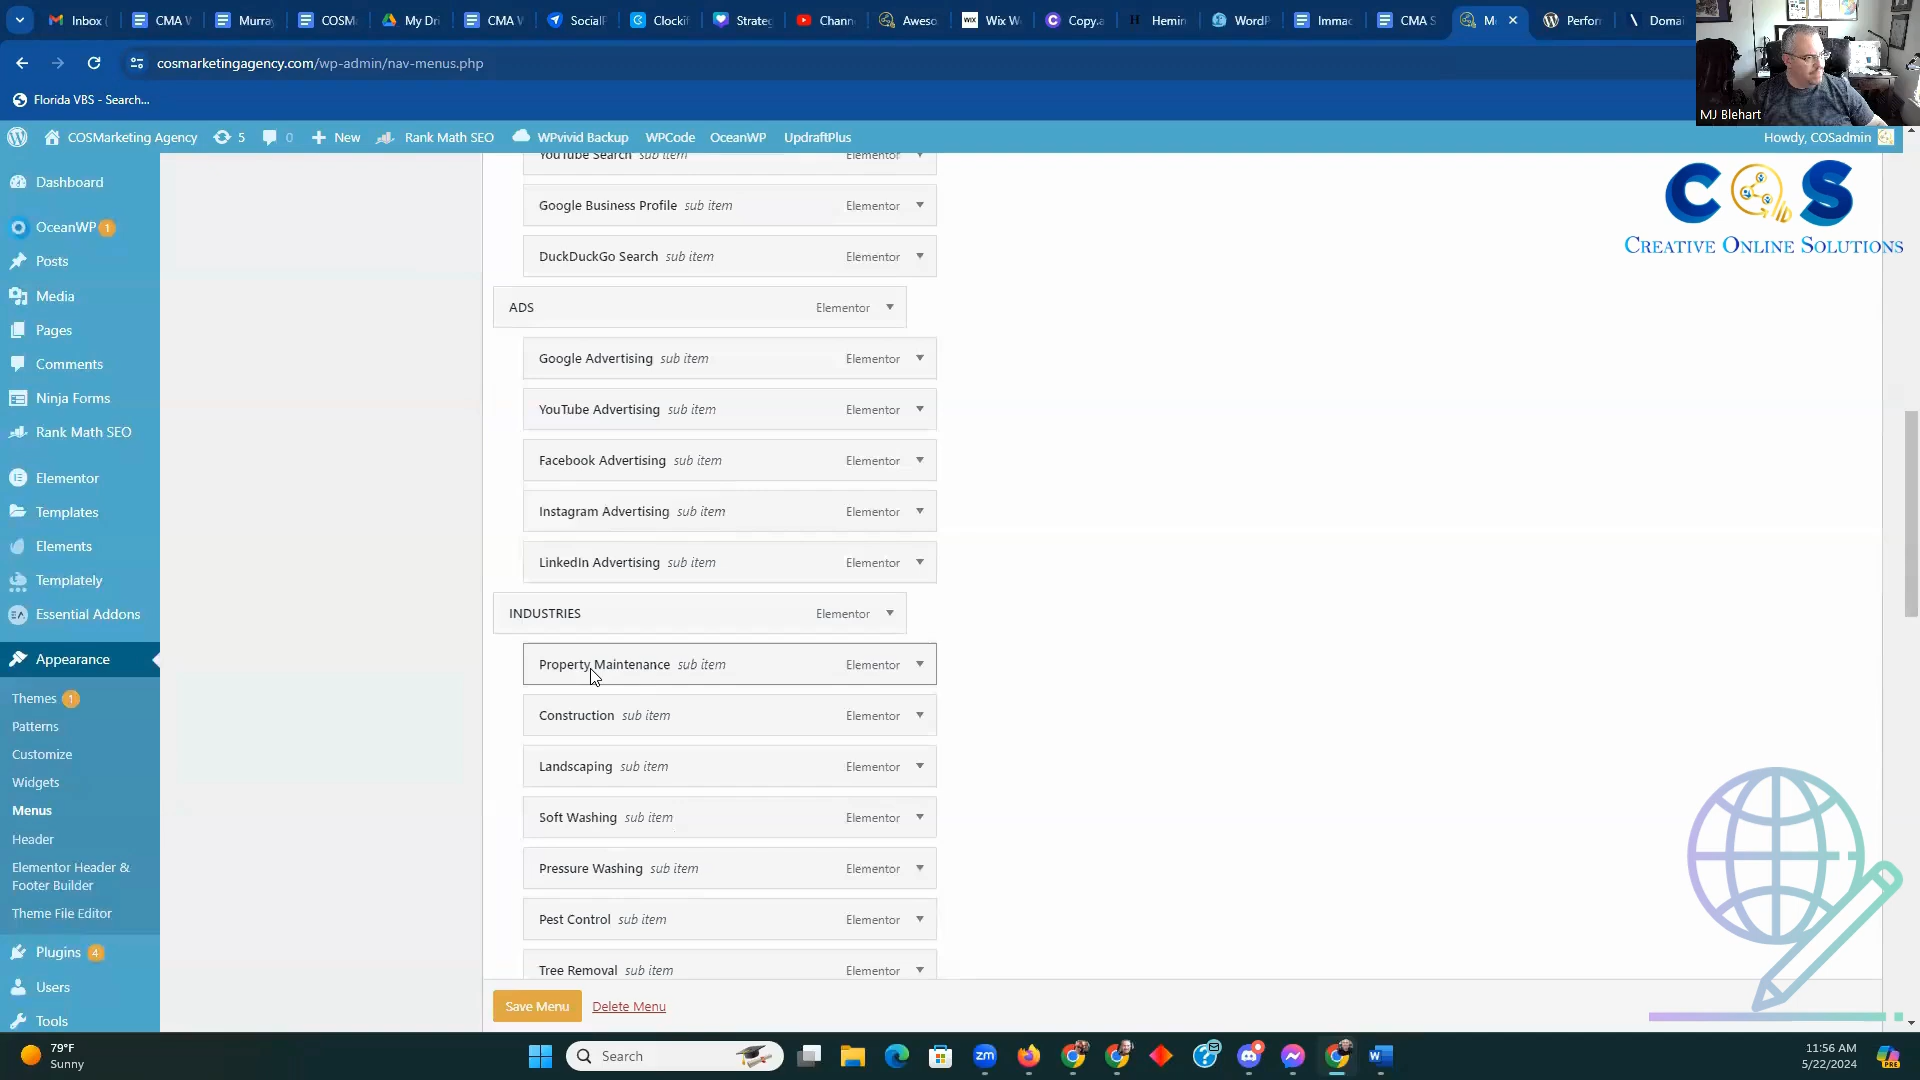 Inbox (
CMA W
Murray
COSM
My Dri
CMA W
SocialP
Clockif
Strateg
Chann
Aweso
Wix W
Copy.a
Hemin
WordP
Imma
CMA S
M
Perfor
Domai
cosmarketingagency.com/wp-admin/nav-menus.php
Florida VBS - Search...
MJ Blehart
COSMarketing Agency
5
0
New
Rank Math SEO
WPvivid Backup
WPCode
OceanWP
UpdraftPlus
Howdy, COSadmin
Dashboard
OceanWP 1
Posts
Media
Pages
Comments
Ninja Forms
Rank Math SEO
Elementor
Templates
Elements
Templately
Essential Addons
Appearance
Themes 1
Patterns
Customize
Widgets
Menus
Header
Elementor Header &
Footer Builder
Theme File Editor
Plugins 4
Users
Tools
YouTube Search sub item Elementor
Google Business Profile sub item Elementor
DuckDuckGo Search sub item Elementor
ADS Elementor
Google Advertising sub item Elementor
YouTube Advertising sub item Elementor
Facebook Advertising sub item Elementor
Instagram Advertising sub item Elementor
LinkedIn Advertising sub item Elementor
INDUSTRIES Elementor
Property Maintenance sub item Elementor
Construction sub item Elementor
Landscaping sub item Elementor
Soft Washing sub item Elementor
Pressure Washing sub item Elementor
Pest Control sub item Elementor
Tree Removal sub item Elementor
Save Menu Delete Menu
COS
CREATIVE ONLINE SOLUTIONS
79°F
Sunny
Search
zm
11:56 AM
5/22/2024